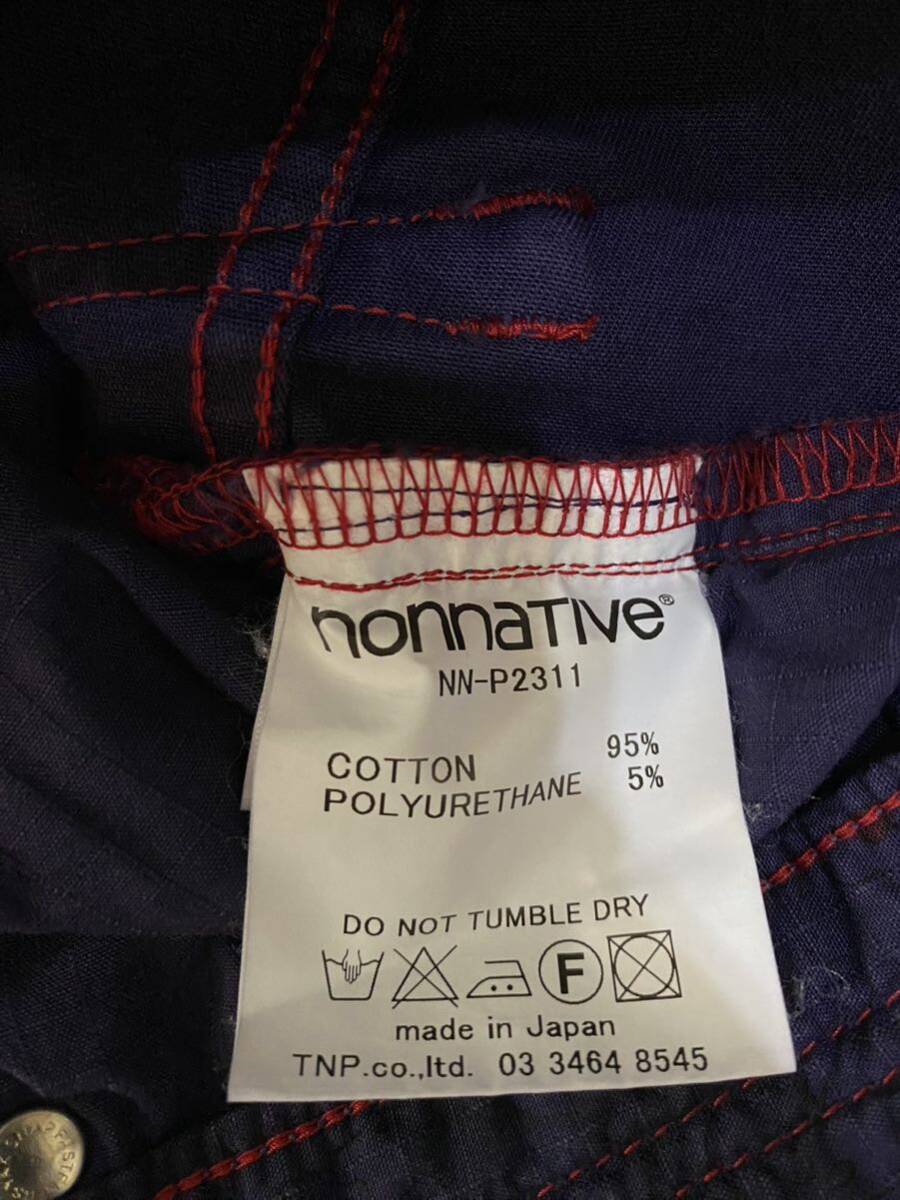 nonnative®
NN-P2311
COTTON 95%
POLYURETHANE 5%
DO NOT TUMBLE DRY
F
made in Japan
TNP.co.,ltd. 03 3464 8545